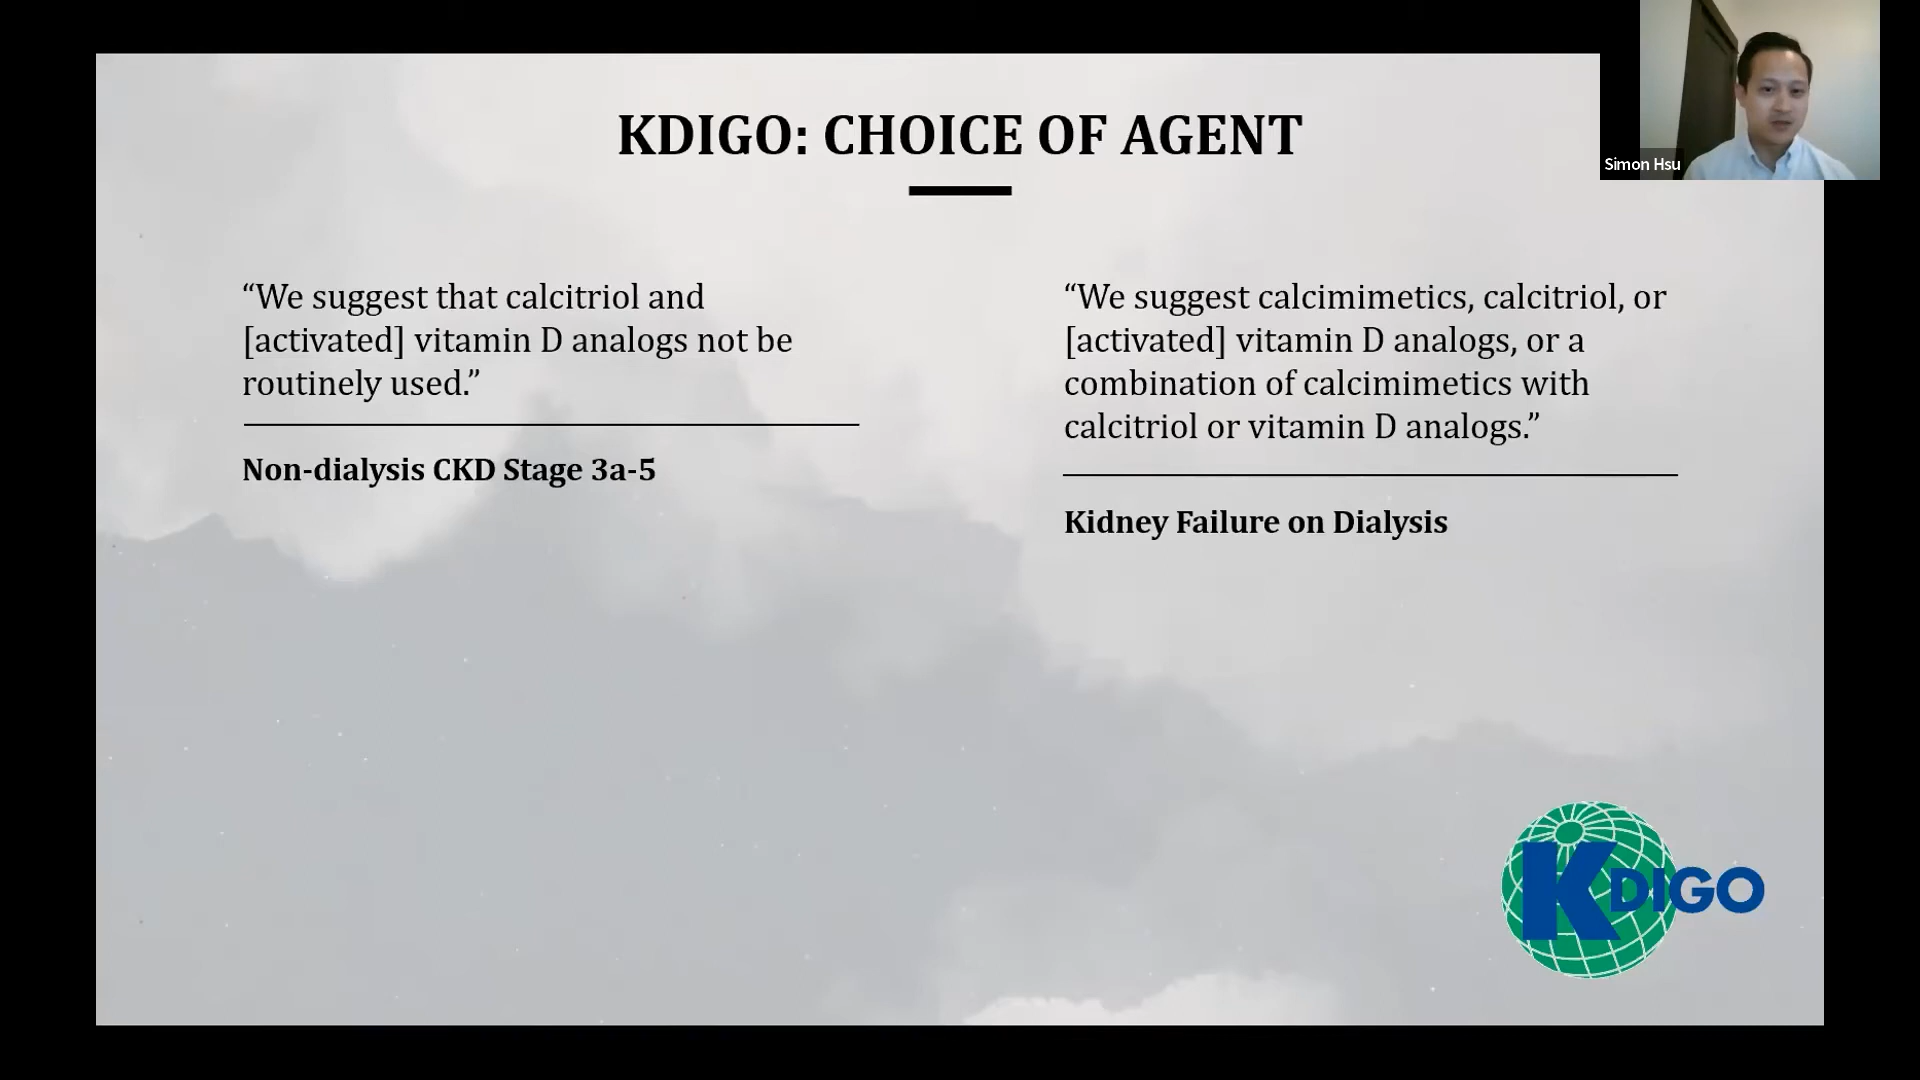 KDIGO: CHOICE OF AGENT
Simon Hsu
“We suggest that calcitriol and
[activated] vitamin D analogs not be
routinely used.”
Non-dialysis CKD Stage 3a-5
“We suggest calcimimetics, calcitriol, or
[activated] vitamin D analogs, or a
combination of calcimimetics with
calcitriol or vitamin D analogs.”
Kidney Failure on Dialysis
KDIGO